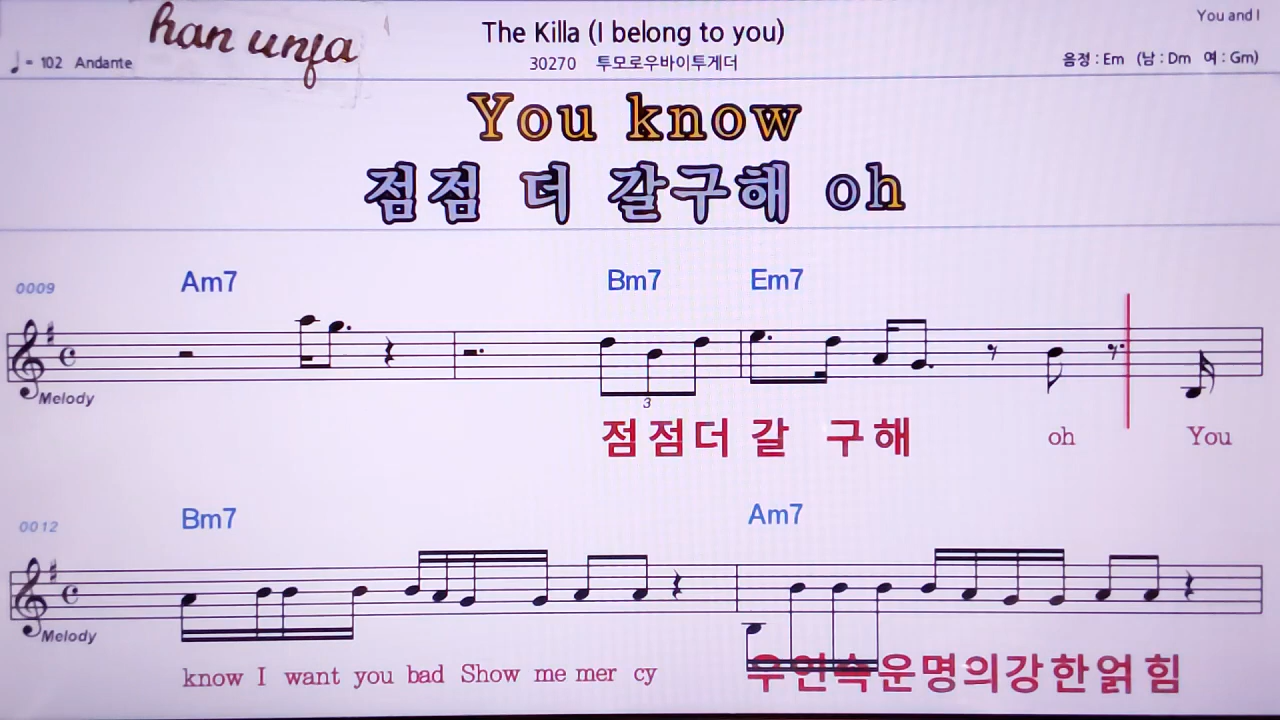 han unja
The Killa (I belong to you)
You and I
♩ = 102 Andante
30270 투모로우바이투게더
음정 : Em (남 : Dm 여 : Gm)
You know
점점 더 갈구해 oh
0009
Am7 Bm7 Em7
3
Melody
점 점 더 갈 구 해 oh You
0012
Bm7 Am7
Melody
know I want you bad Show me mer cy 우연속운명의강한얽힘